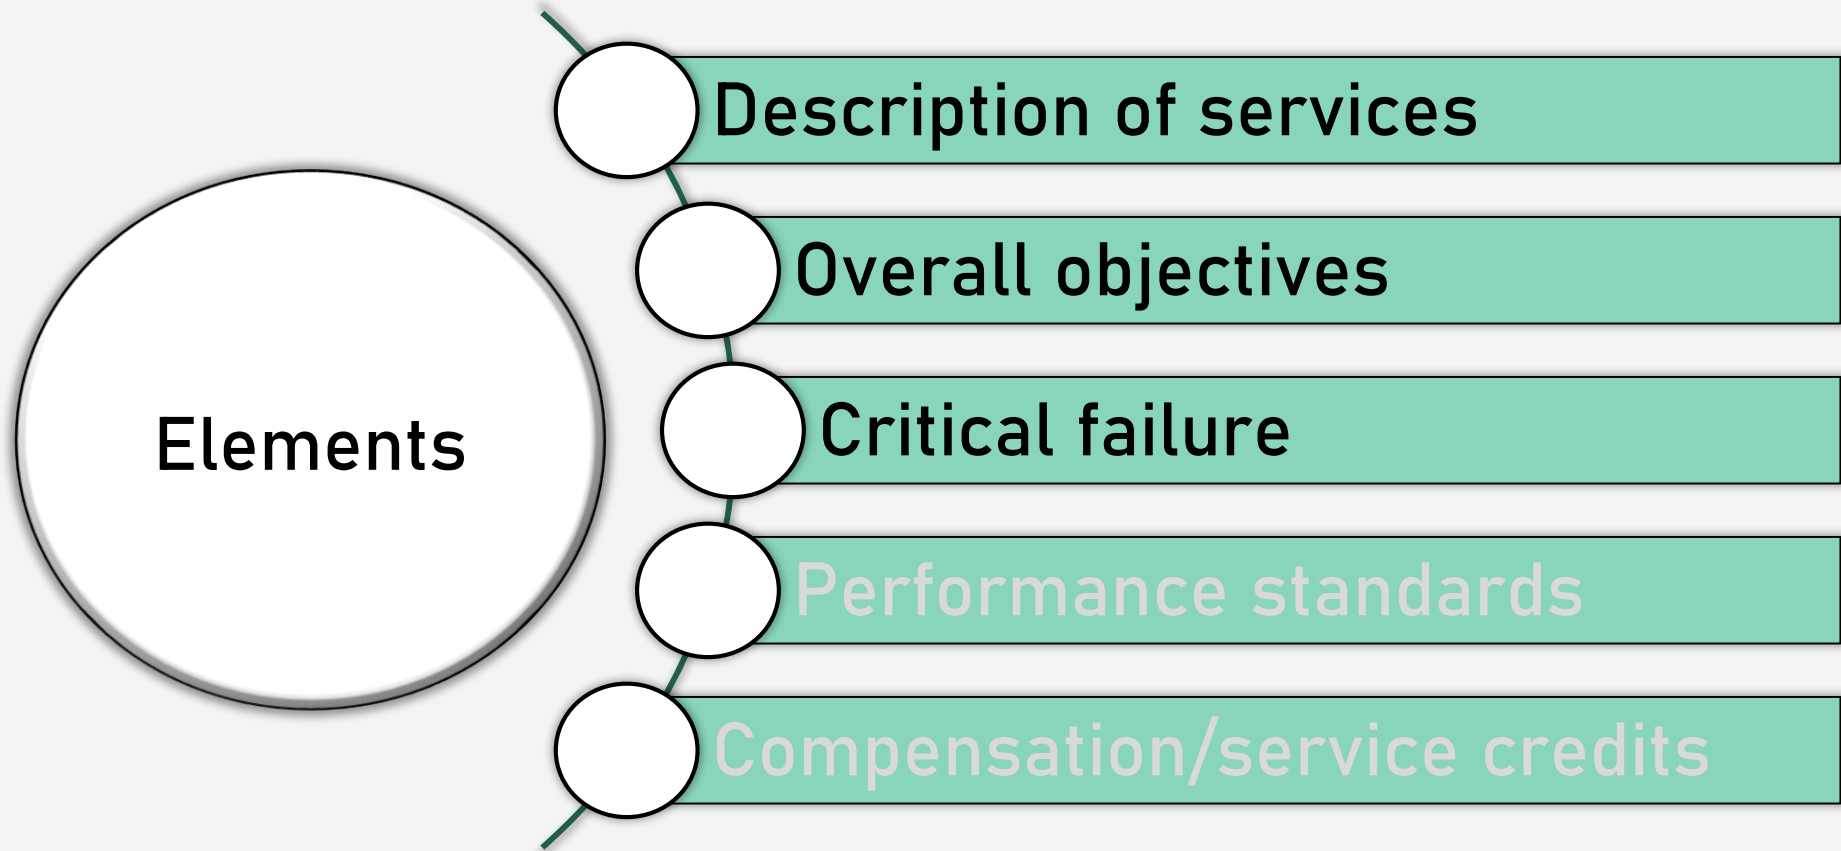 Elements
Description of services
Overall objectives
Critical failure
Performance standards
Compensation/service credits